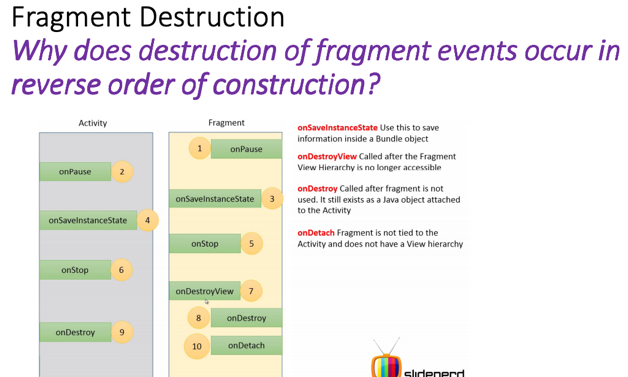 Fragment Destruction
Why does destruction of fragment events occur in
reverse order of construction?
Activity
Fragment
1 onPause
onPause 2
onSaveInstanceState 3
onSaveInstanceState 4
onStop 5
onStop 6
onDestroyView 7
8 onDestroy
onDestroy 9
10 onDetach
onSaveInstanceState Use this to save
information inside a Bundle object
onDestroyView Called after the Fragment
View Hierarchy is no longer accessible
onDestroy Called after fragment is not
used. It still exists as a Java object attached
to the Activity
onDetach Fragment is not tied to the
Activity and does not have a View hierarchy
slidenerd